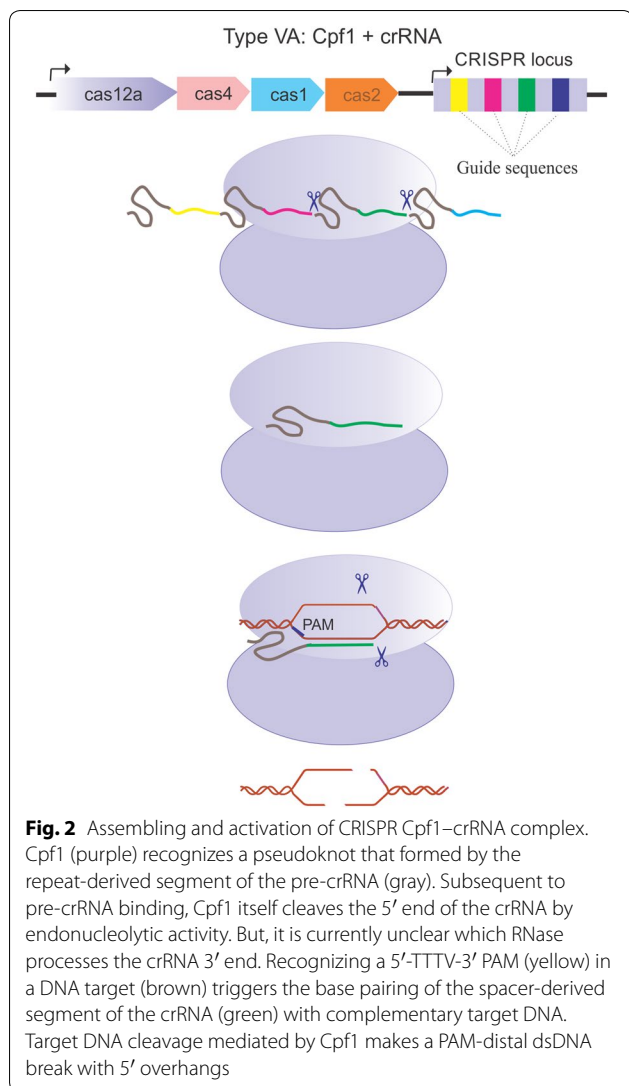 Type VA: Cpf1 + crRNA
CRISPR locus
cas12a
cas4
cas1
cas2
Guide sequences
PAM
Fig. 2 Assembling and activation of CRISPR Cpf1–crRNA complex.
Cpf1 (purple) recognizes a pseudoknot that formed by the
repeat-derived segment of the pre-crRNA (gray). Subsequent to
pre-crRNA binding, Cpf1 itself cleaves the 5′ end of the crRNA by
endonucleolytic activity. But, it is currently unclear which RNase
processes the crRNA 3′ end. Recognizing a 5′-TTTV-3′ PAM (yellow) in
a DNA target (brown) triggers the base pairing of the spacer-derived
segment of the crRNA (green) with complementary target DNA.
Target DNA cleavage mediated by Cpf1 makes a PAM-distal dsDNA
break with 5′ overhangs